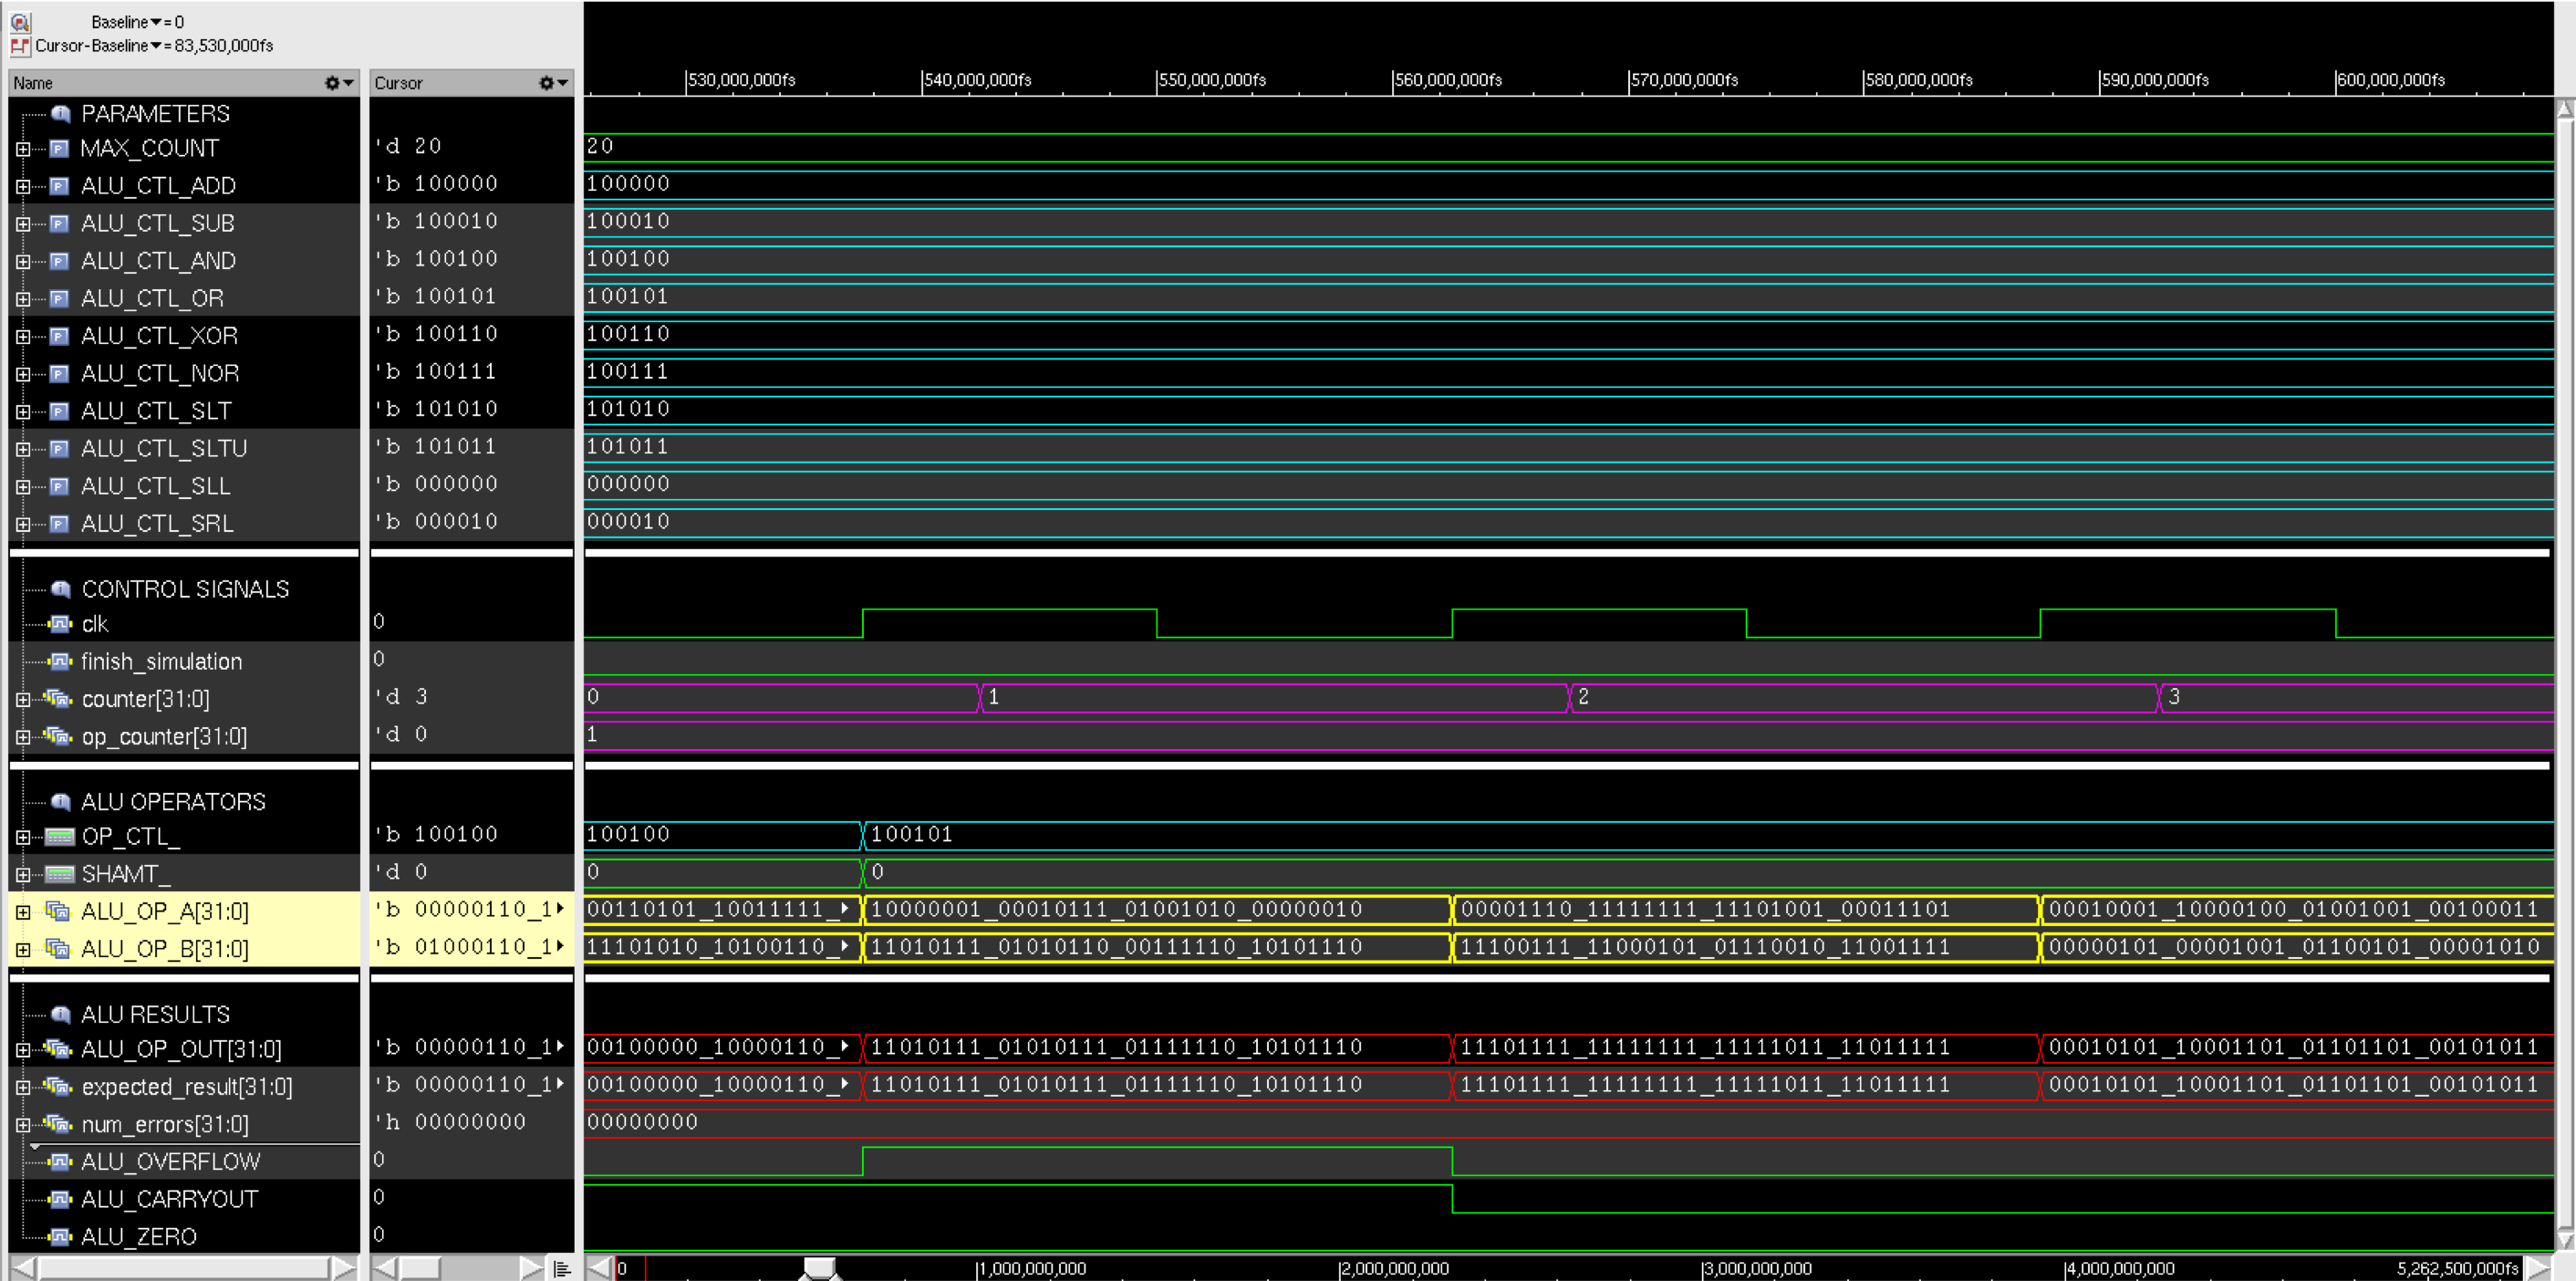 Baseline▾= 0
Cursor-Baseline▾= 83,530,000fs
Name Cursor |530,000,000fs |540,000,000fs |550,000,000fs |560,000,000fs |570,000,000fs |580,000,000fs |590,000,000fs |600,000,000fs
PARAMETERS
MAX_COUNT 'd 20 20
ALU_CTL_ADD 'b 100000 100000
ALU_CTL_SUB 'b 100010 100010
ALU_CTL_AND 'b 100100 100100
ALU_CTL_OR 'b 100101 100101
ALU_CTL_XOR 'b 100110 100110
ALU_CTL_NOR 'b 100111 100111
ALU_CTL_SLT 'b 101010 101010
ALU_CTL_SLTU 'b 101011 101011
ALU_CTL_SLL 'b 000000 000000
ALU_CTL_SRL 'b 000010 000010
CONTROL SIGNALS
clk 0
finish_simulation 0
counter[31:0] 'd 3 0 1 2 3
op_counter[31:0] 'd 0 1
ALU OPERATORS
OP_CTL_ 'b 100100 100100 100101
SHAMT_ 'd 0 0 0
ALU_OP_A[31:0] 'b 00000110_1 00110101_10011111_ 10000001_00010111_01001010_00000010 00001110_11111111_11101001_00011101 00010001_10000100_01001001_00100011
ALU_OP_B[31:0] 'b 01000110_1 11101010_10100110_ 11010111_01010110_00111110_10101110 11100111_11000101_01110010_11001111 00000101_00001001_01100101_00001010
ALU RESULTS
ALU_OP_OUT[31:0] 'b 00000110_1 00100000_10000110_ 11010111_01010111_01111110_10101110 11101111_11111111_11111011_11011111 00010101_10001101_01101101_00101011
expected_result[31:0] 'b 00000110_1 00100000_10000110_ 11010111_01010111_01111110_10101110 11101111_11111111_11111011_11011111 00010101_10001101_01101101_00101011
num_errors[31:0] 'h 00000000 00000000
ALU_OVERFLOW 0
ALU_CARRYOUT 0
ALU_ZERO 0
0 |1,000,000,000 |2,000,000,000 |3,000,000,000 |4,000,000,000 5,262,500,000fs